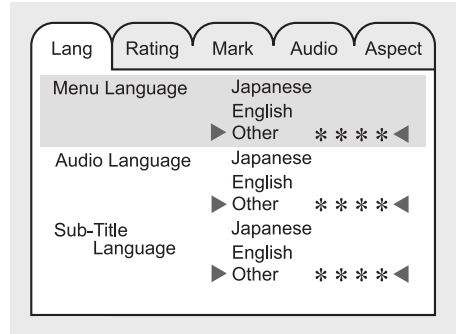 Lang Rating Mark Audio Aspect
Menu Language Japanese
English
Other ****
Audio Language Japanese
English
Other ****
Sub-Title Japanese
Language English
Other ****